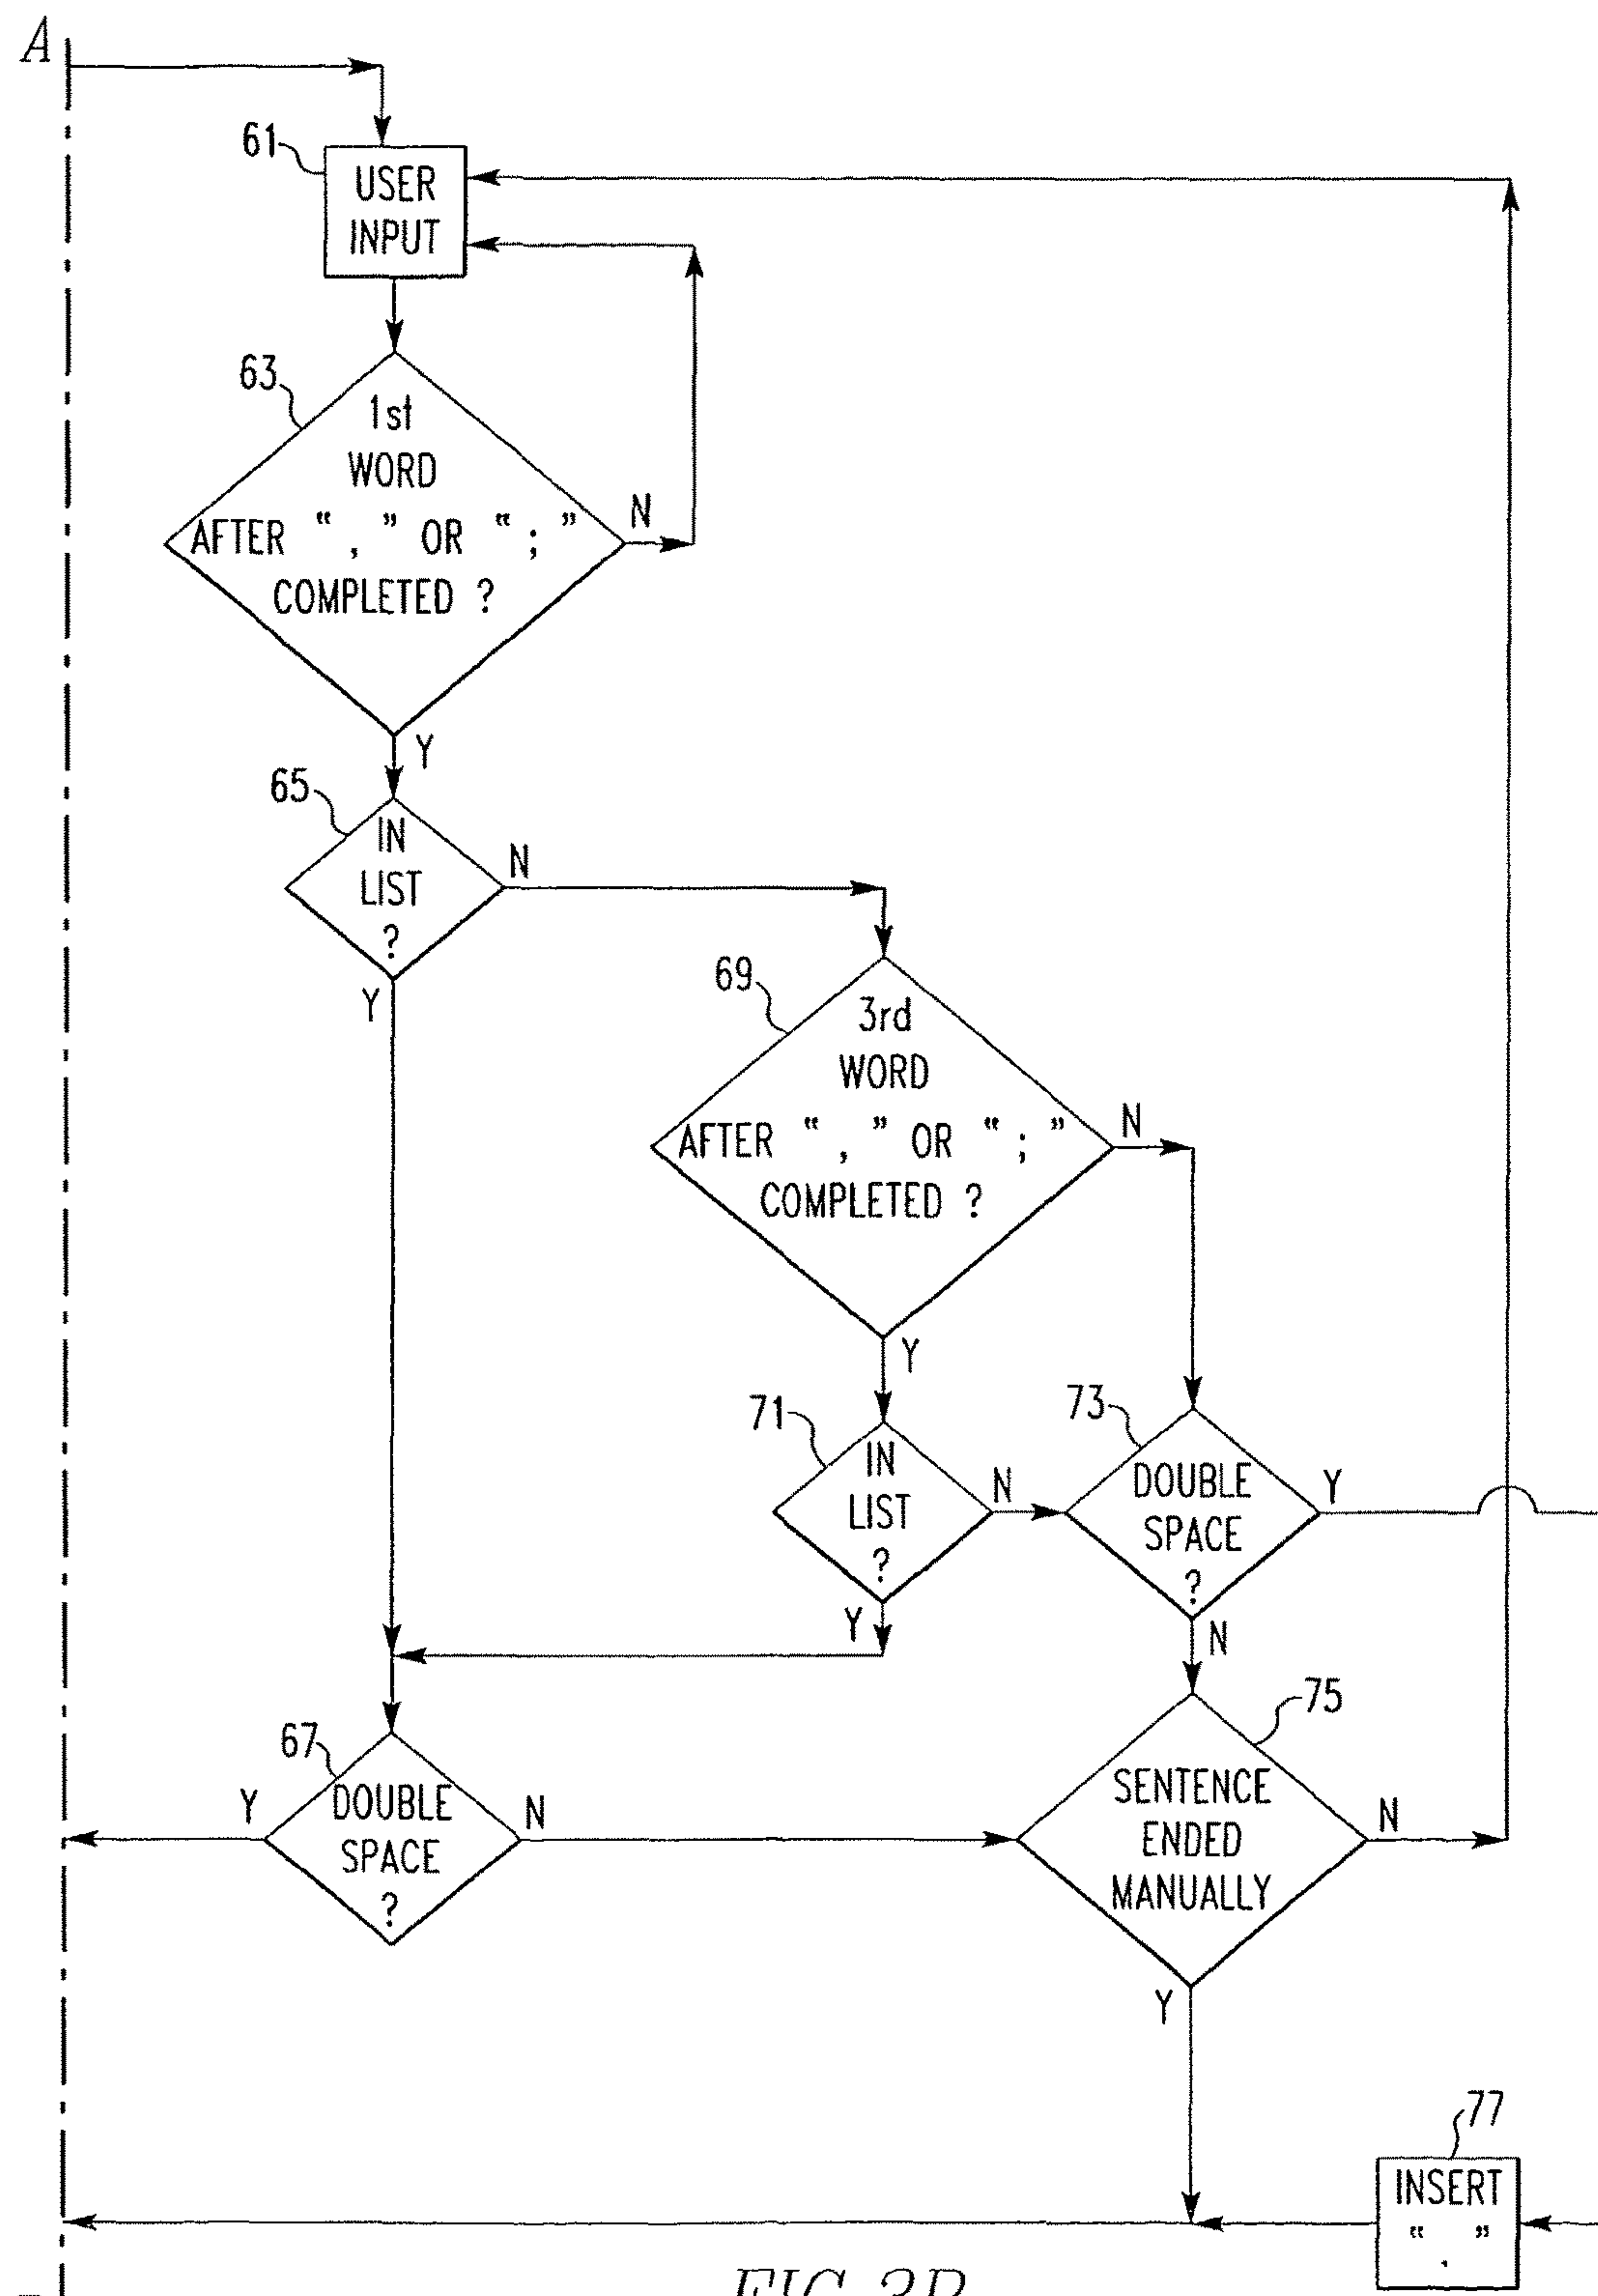 A
61
USER
INPUT
63
1st
WORD
AFTER “ , ” OR “ ; ”
COMPLETED ?
N
Y
65
IN
LIST
?
N
Y
69
3rd
WORD
AFTER “ , ” OR “ ; ”
COMPLETED ?
N
Y
71
IN
LIST
?
N
Y
73
DOUBLE
SPACE
?
Y
N
67
DOUBLE
SPACE
?
Y
N
75
SENTENCE
ENDED
MANUALLY
N
Y
77
INSERT
“ . ”